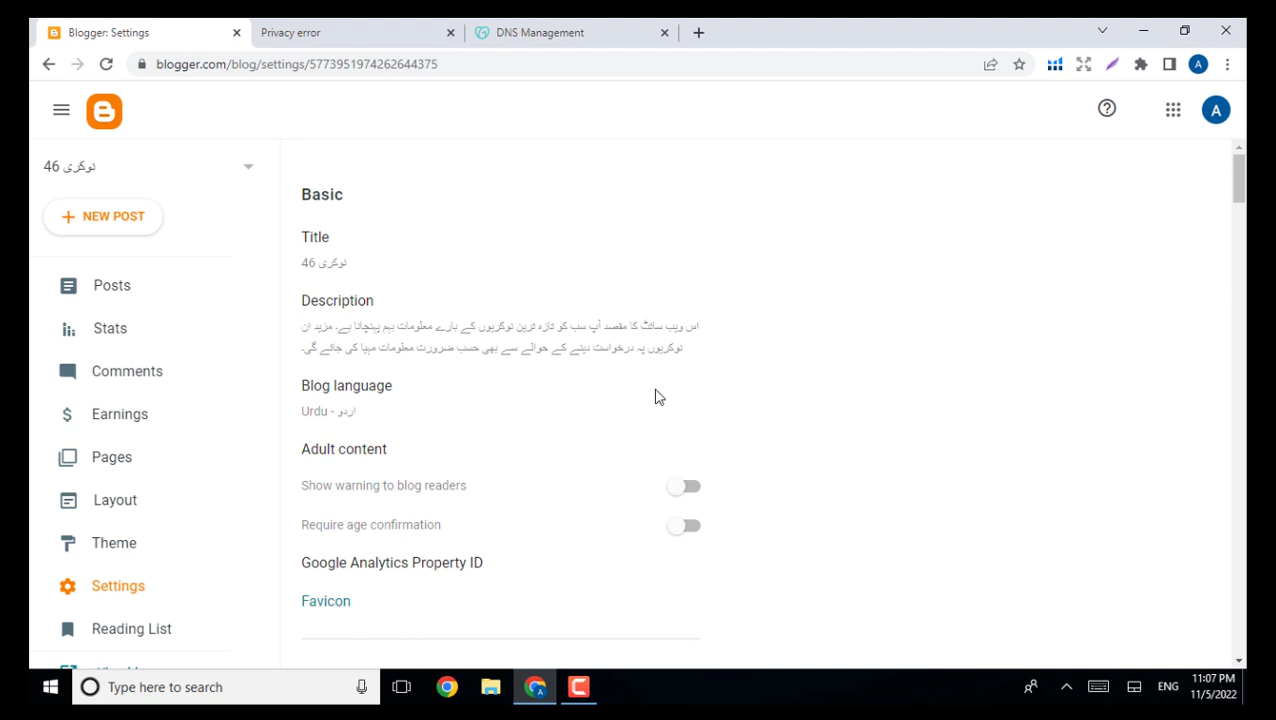 Blogger: Settings
Privacy error
DNS Management
blogger.com/blog/settings/5773951974262644375
A
A
نوکری 46
NEW POST
Posts
Stats
Comments
Earnings
Pages
Layout
Theme
Settings
Reading List
Basic
Title
نوکری 46
Description
اس ویب سائٹ کا مقصد آپ سب کو تازہ ترین نوکریوں کے بارے معلومات بہم پہنچانا ہے۔ مزید ان
نوکریوں پہ درخواست دینے کے حوالے سے بھی حسب ضرورت معلومات مہیا کی جائے گی۔
Blog language
Urdu - اردو
Adult content
Show warning to blog readers
Require age confirmation
Google Analytics Property ID
Favicon
Type here to search
ENG
11:07 PM
11/5/2022